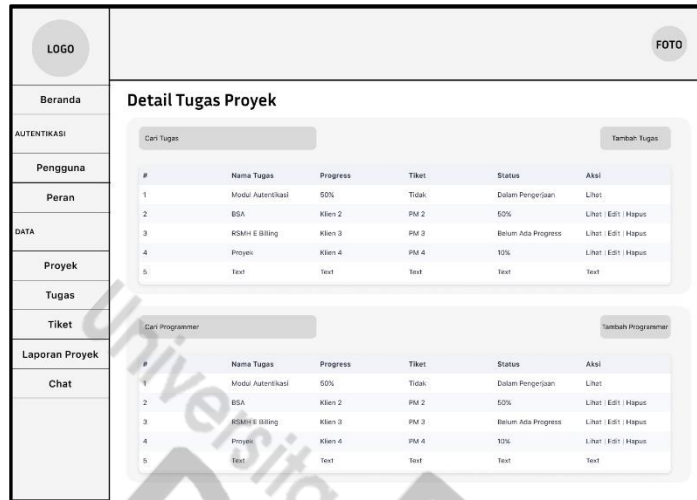 LOGO
FOTO
Beranda
AUTENTIKASI
Pengguna
Peran
DATA
Proyek
Tugas
Tiket
Laporan Proyek
Chat
Detail Tugas Proyek
Cari Tugas Tambah Tugas
# Nama Tugas Progress Tiket Status Aksi
1 Modul Autentikasi 50% Tidak Dalam Pengerjaan Lihat
2 BSA Klien 2 PM 2 50% Lihat | Edit | Hapus
3 RSMH E Billing Klien 3 PM 3 Belum Ada Progress Lihat | Edit | Hapus
4 Proyek Klien 4 PM 4 10% Lihat | Edit | Hapus
5 Text Text Text Text Text
Cari Programmer Tambah Programmer
# Nama Tugas Progress Tiket Status Aksi
1 Modul Autentikasi 50% Tidak Dalam Pengerjaan Lihat
2 BSA Klien 2 PM 2 50% Lihat | Edit | Hapus
3 RSMH E Billing Klien 3 PM 3 Belum Ada Progress Lihat | Edit | Hapus
4 Proyek Klien 4 PM 4 10% Lihat | Edit | Hapus
5 Text Text Text Text Text
Universita